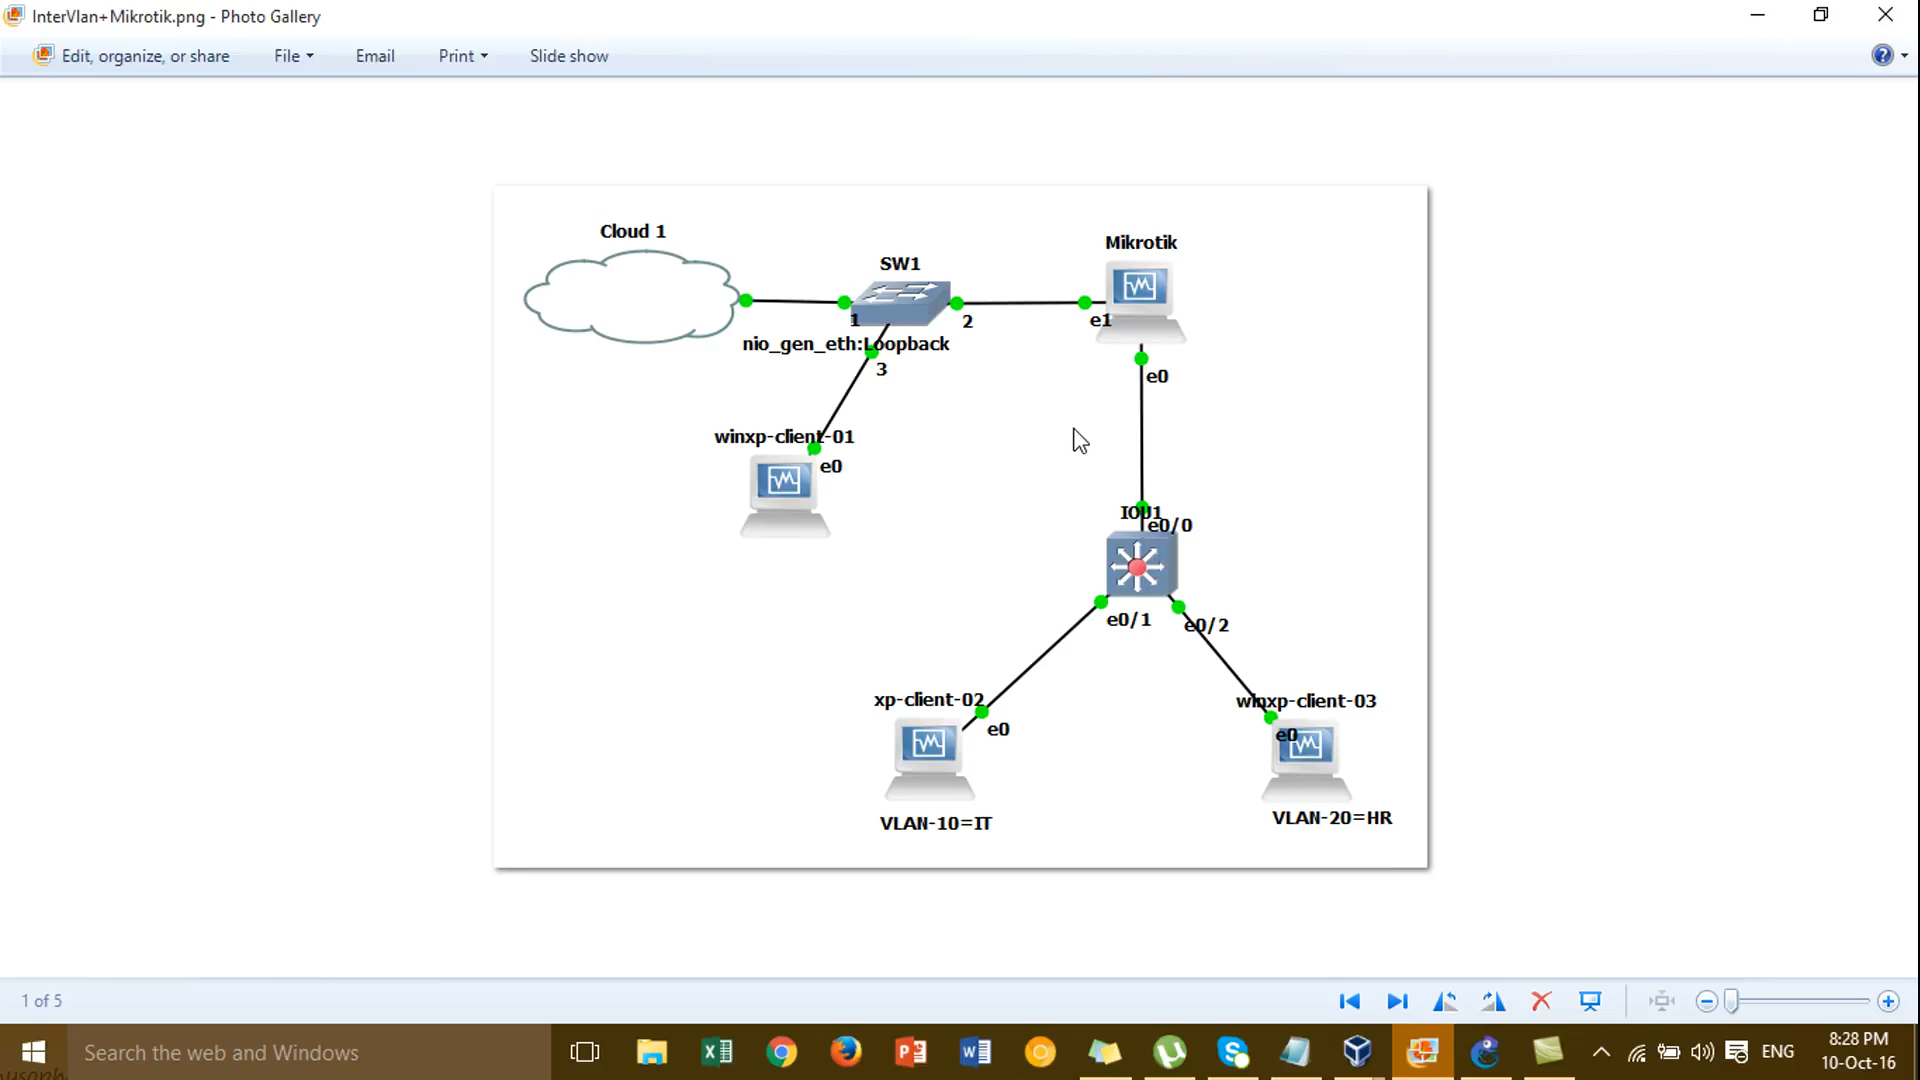 InterVlan+Mikrotik.png - Photo Gallery
Edit, organize, or share File Email Print Slide show
Cloud 1
SW1
Mikrotik
1
2
e1
nio_gen_eth:Loopback
3
e0
winxp-client-01
e0
IOU1
e0/0
e0/1
e0/2
xp-client-02
winxp-client-03
e0
e0
VLAN-10=IT
VLAN-20=HR
1 of 5
Search the web and Windows
ENG
8:28 PM
10-Oct-16